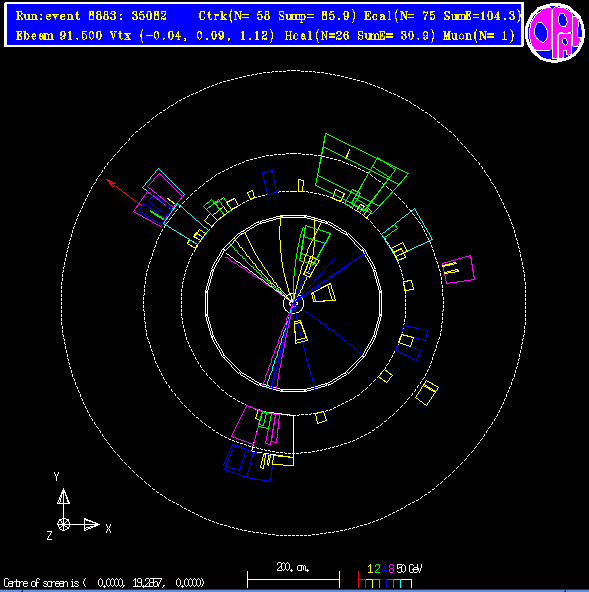 Run:event 8883: 35082 Ctrk(N= 58 Sump= 85.9) Ecal(N= 75 SumE=104.3)
Ebeam 91.500 Vtx (-0.04, 0.09, 1.12) Hcal(N=26 SumE= 30.9) Muon(N= 1)
OPAL
Y
X
Z
200. cm.
1 2 4 8 50 GeV
Centre of screen is ( 0.0000, 19.2857, 0.0000)